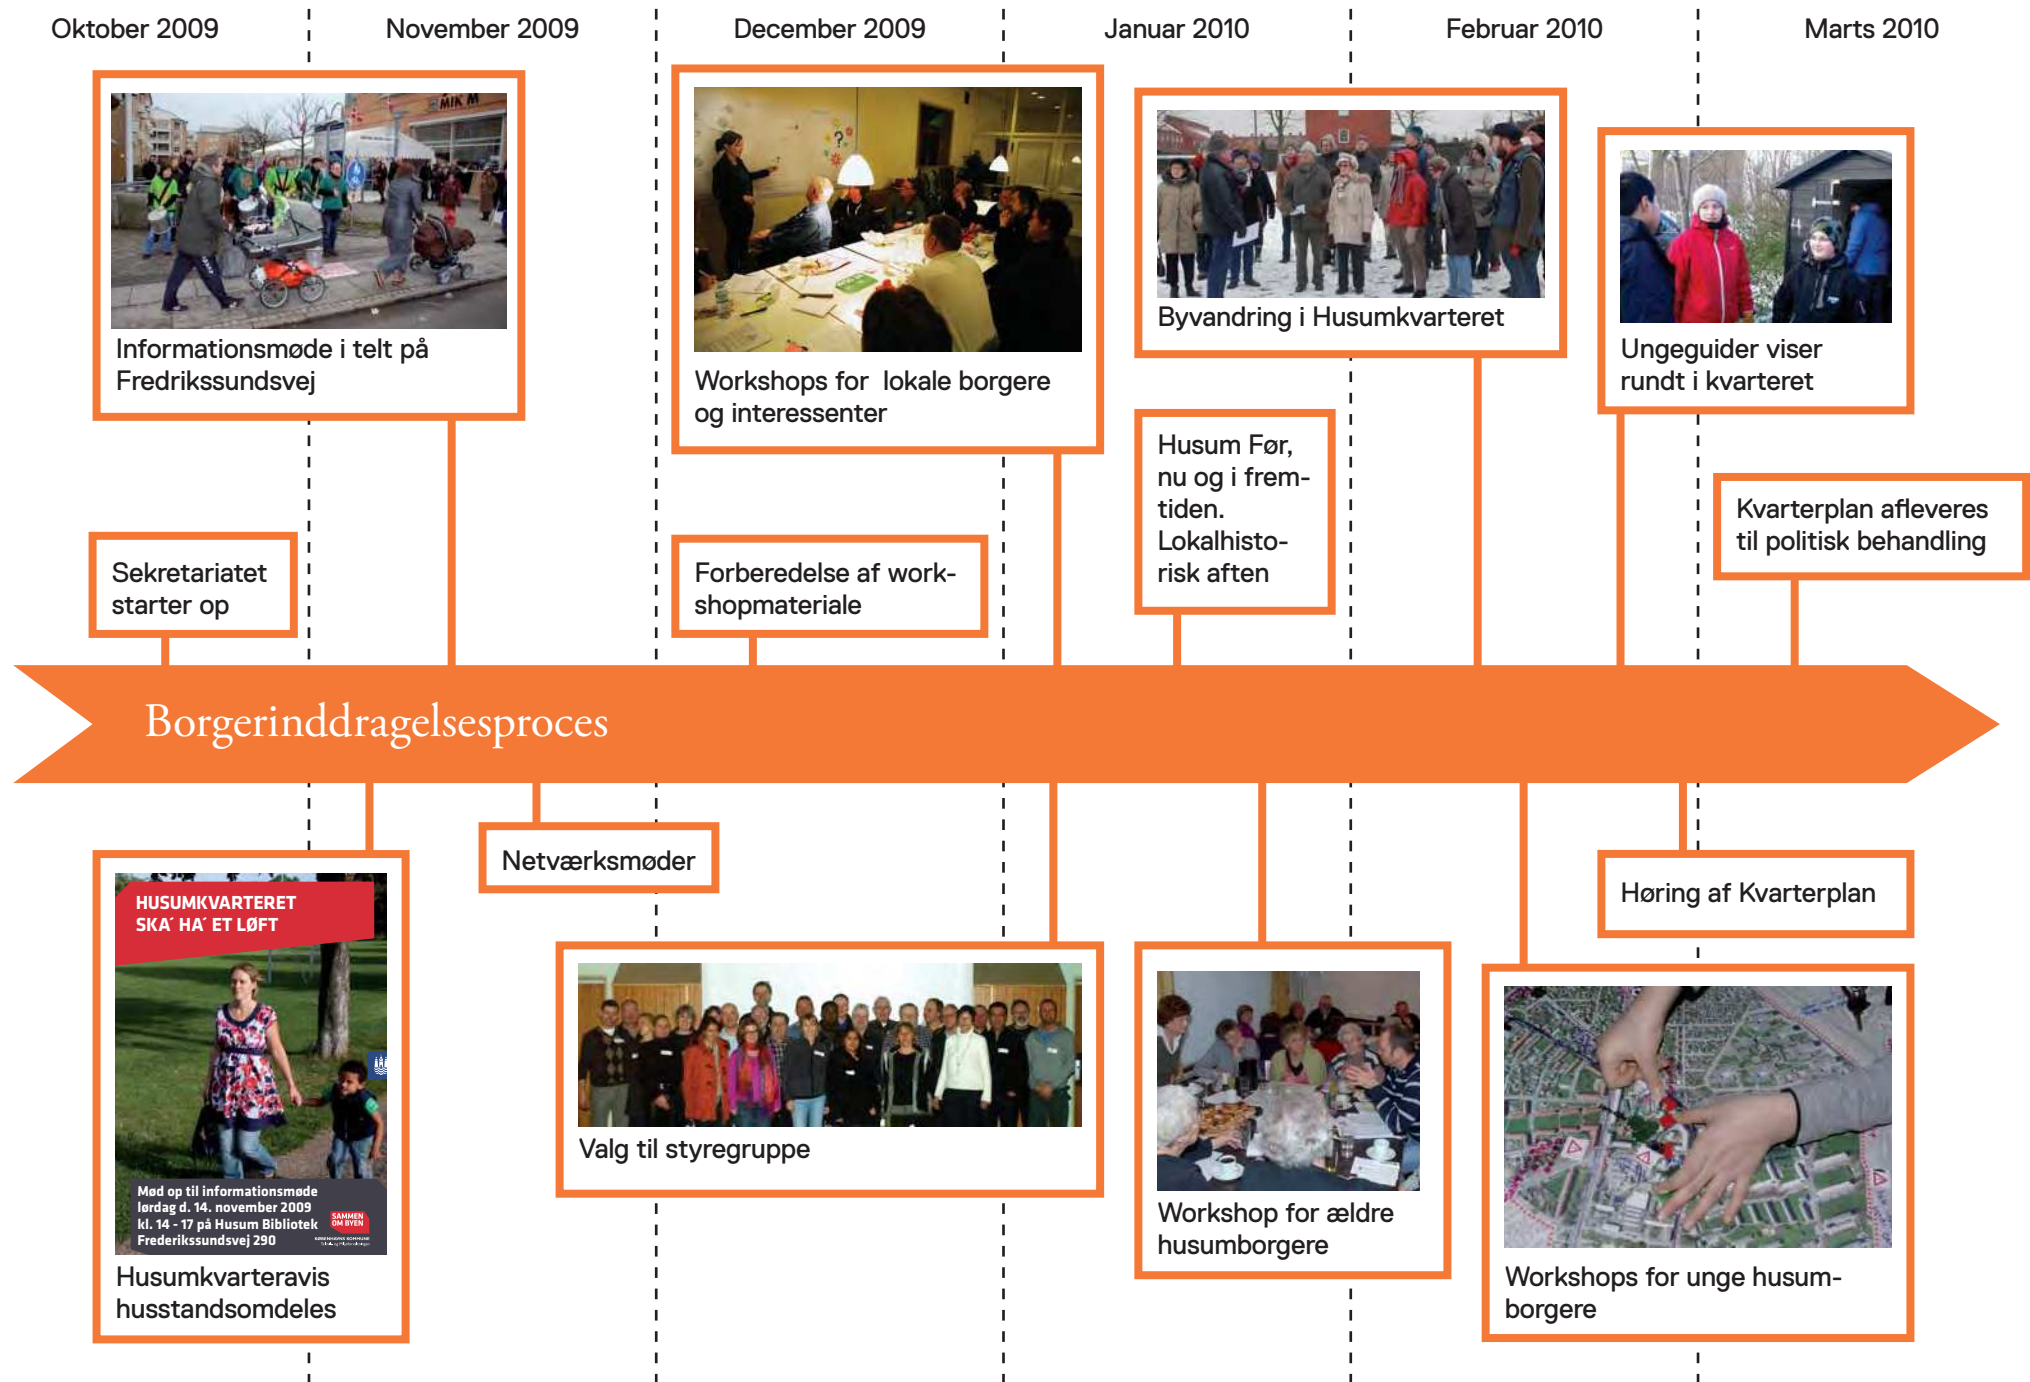 Oktober 2009
November 2009
December 2009
Januar 2010
Februar 2010
Marts 2010
MIK M
Informationsmøde i telt på
Fredrikssundsvej
Workshops for lokale borgere
og interessenter
Byvandring i Husumkvarteret
Ungeguider viser
rundt i kvarteret
Husum Før,
nu og i frem-
tiden.
Lokalhisto-
risk aften
Kvarterplan afleveres
til politisk behandling
Sekretariatet
starter op
Forberedelse af work-
shopmateriale
Borgerinddragelsesproces
Netværksmøder
Høring af Kvarterplan
HUSUMKVARTERET
SKA´ HA´ ET LØFT
Mød op til informationsmøde
lørdag d. 14. november 2009
kl. 14 - 17 på Husum Bibliotek
Frederikssundsvej 290
SAMMEN
OM BYEN
KØBENHAVNS KOMMUNE
Husumkvarteravis
husstandsomdeles
Valg til styregruppe
Workshop for ældre
husumborgere
Workshops for unge husum-
borgere